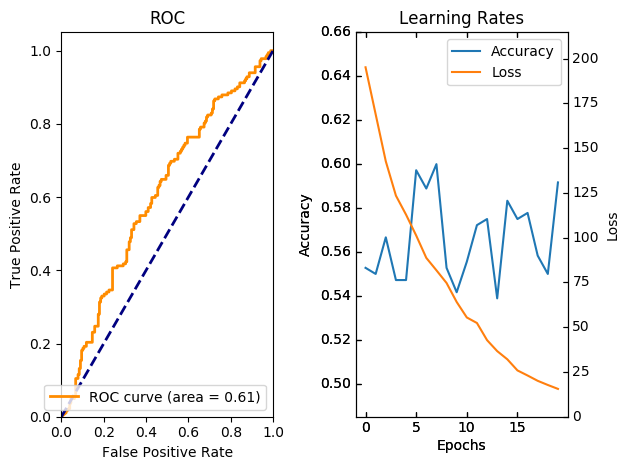 ROC
True Positive Rate
1.0
0.8
0.6
0.4
0.2
0.0
ROC curve (area = 0.61)
0.0 0.2 0.4 0.6 0.8 1.0
False Positive Rate
Learning Rates
Accuracy
0.66
0.64
0.62
0.60
0.58
0.56
0.54
0.52
0.50
Accuracy
Loss
200
175
150
125
100
75
50
25
0
Loss
0 5 10 15
Epochs